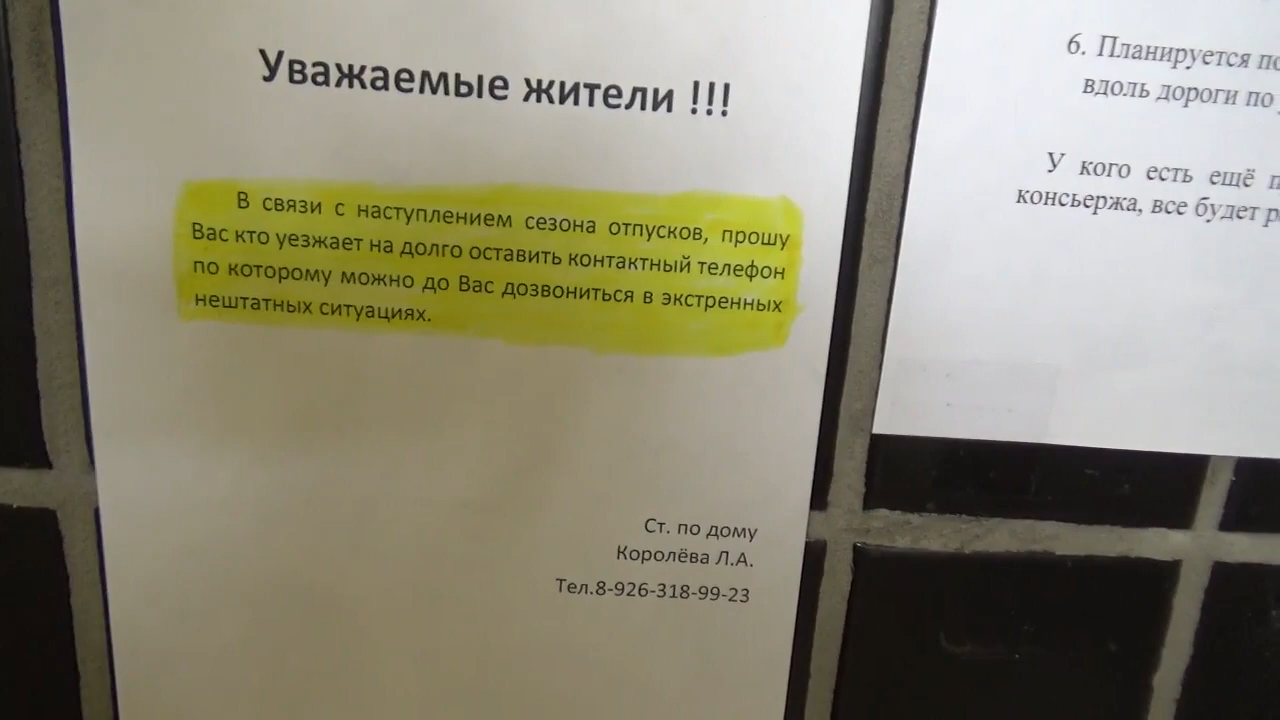 Уважаемые жители !!!
В связи с наступлением сезона отпусков, прошу
Вас кто уезжает на долго оставить контактный телефон
по которому можно до Вас дозвониться в экстренных
нештатных ситуациях.
Ст. по дому
Королёва Л.А.
Тел.8-926-318-99-23
6. Планируется
вдоль дороги по
У кого есть ещё
консьержа, все будет